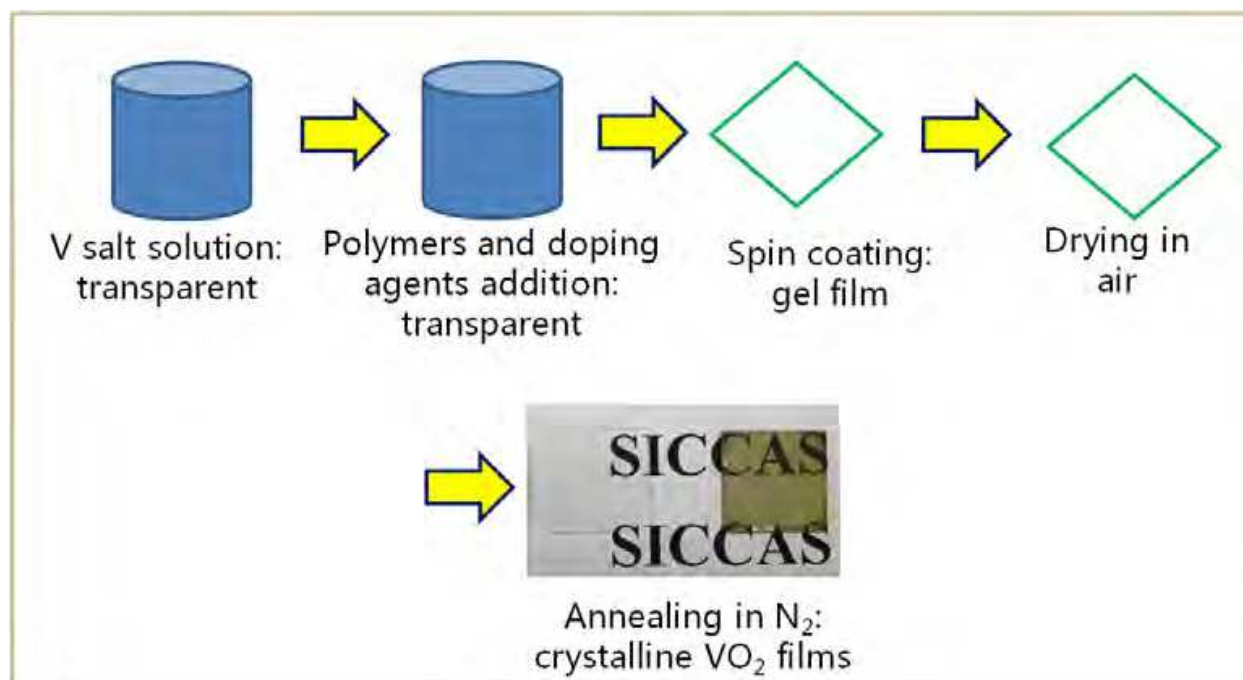 V salt solution:
transparent
Polymers and doping
agents addition:
transparent
Spin coating:
gel film
Drying in
air
SICCAS
SICCAS
Annealing in N₂:
crystalline VO₂ films